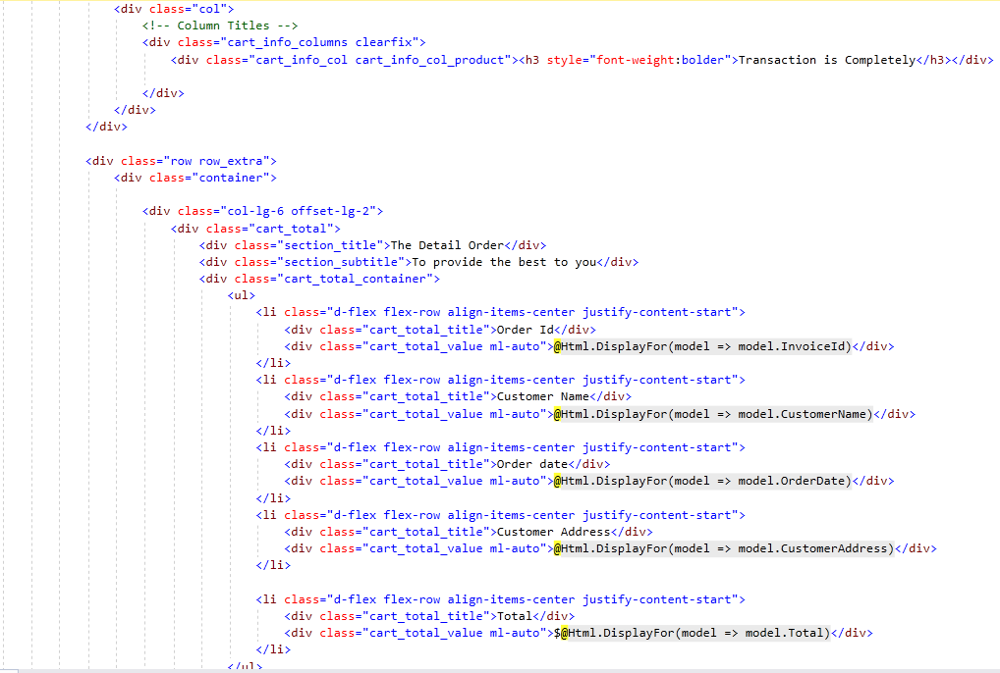 <div class="col">
<!-- Column Titles -->
<div class="cart_info_columns clearfix">
<div class="cart_info_col cart_info_col_product"><h3 style="font-weight:bolder">Transaction is Completely</h3></div>
</div>
</div>
</div>
<div class="row row_extra">
<div class="container">
<div class="col-lg-6 offset-lg-2">
<div class="cart_total">
<div class="section_title">The Detail Order</div>
<div class="section_subtitle">To provide the best to you</div>
<div class="cart_total_container">
<ul>
<li class="d-flex flex-row align-items-center justify-content-start">
<div class="cart_total_title">Order Id</div>
<div class="cart_total_value ml-auto">@Html.DisplayFor(model => model.InvoiceId)</div>
</li>
<li class="d-flex flex-row align-items-center justify-content-start">
<div class="cart_total_title">Customer Name</div>
<div class="cart_total_value ml-auto">@Html.DisplayFor(model => model.CustomerName)</div>
</li>
<li class="d-flex flex-row align-items-center justify-content-start">
<div class="cart_total_title">Order date</div>
<div class="cart_total_value ml-auto">@Html.DisplayFor(model => model.OrderDate)</div>
</li>
<li class="d-flex flex-row align-items-center justify-content-start">
<div class="cart_total_title">Customer Address</div>
<div class="cart_total_value ml-auto">@Html.DisplayFor(model => model.CustomerAddress)</div>
</li>
<li class="d-flex flex-row align-items-center justify-content-start">
<div class="cart_total_title">Total</div>
<div class="cart_total_value ml-auto">$@Html.DisplayFor(model => model.Total)</div>
</li>
</ul>